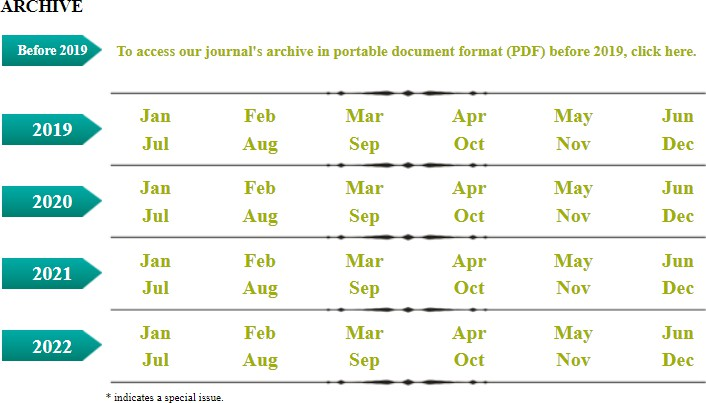 ARCHIVE
Before 2019 To access our journal's archive in portable document format (PDF) before 2019, click here.
Jan Feb Mar Apr May Jun
2019
Jul Aug Sep Oct Nov Dec
Jan Feb Mar Apr May Jun
2020
Jul Aug Sep Oct Nov Dec
Jan Feb Mar Apr May Jun
2021
Jul Aug Sep Oct Nov Dec
Jan Feb Mar Apr May Jun
2022
Jul Aug Sep Oct Nov Dec
* indicates a special issue.